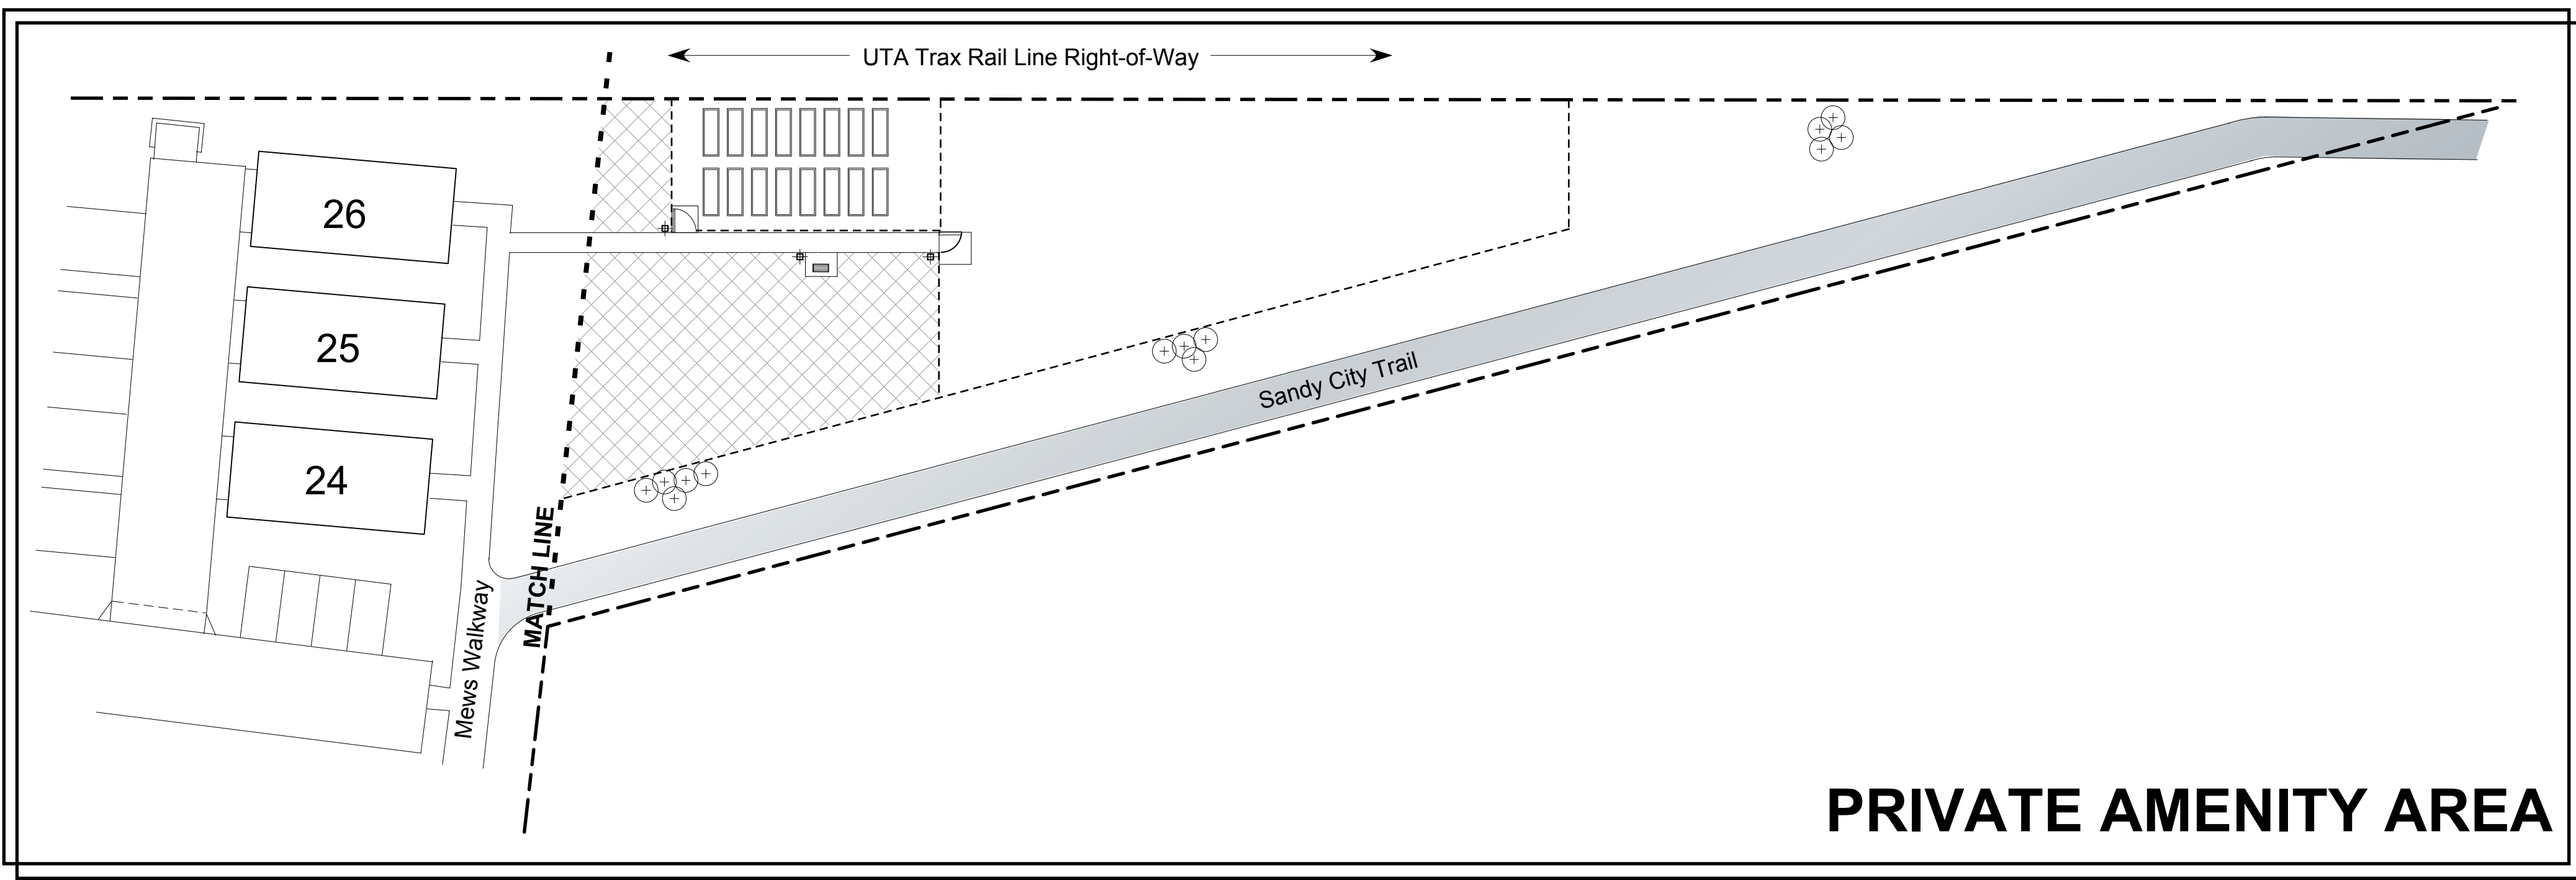 UTA Trax Rail Line Right-of-Way
26
25
24
Sandy City Trail
MATCH LINE
Mews Walkway
PRIVATE AMENITY AREA